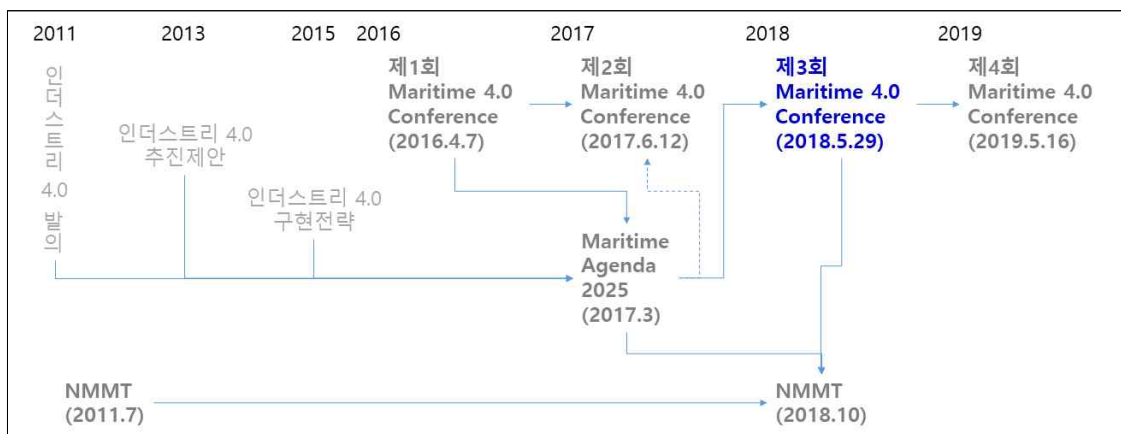 2011
2013
2015
2016
2017
2018
2019
인더스트리 4.0 발의
인더스트리 4.0
추진제안
인더스트리 4.0
구현전략
제1회
Maritime 4.0
Conference
(2016.4.7)
제2회
Maritime 4.0
Conference
(2017.6.12)
제3회
Maritime 4.0
Conference
(2018.5.29)
제4회
Maritime 4.0
Conference
(2019.5.16)
Maritime
Agenda
2025
(2017.3)
NMMT
(2011.7)
NMMT
(2018.10)